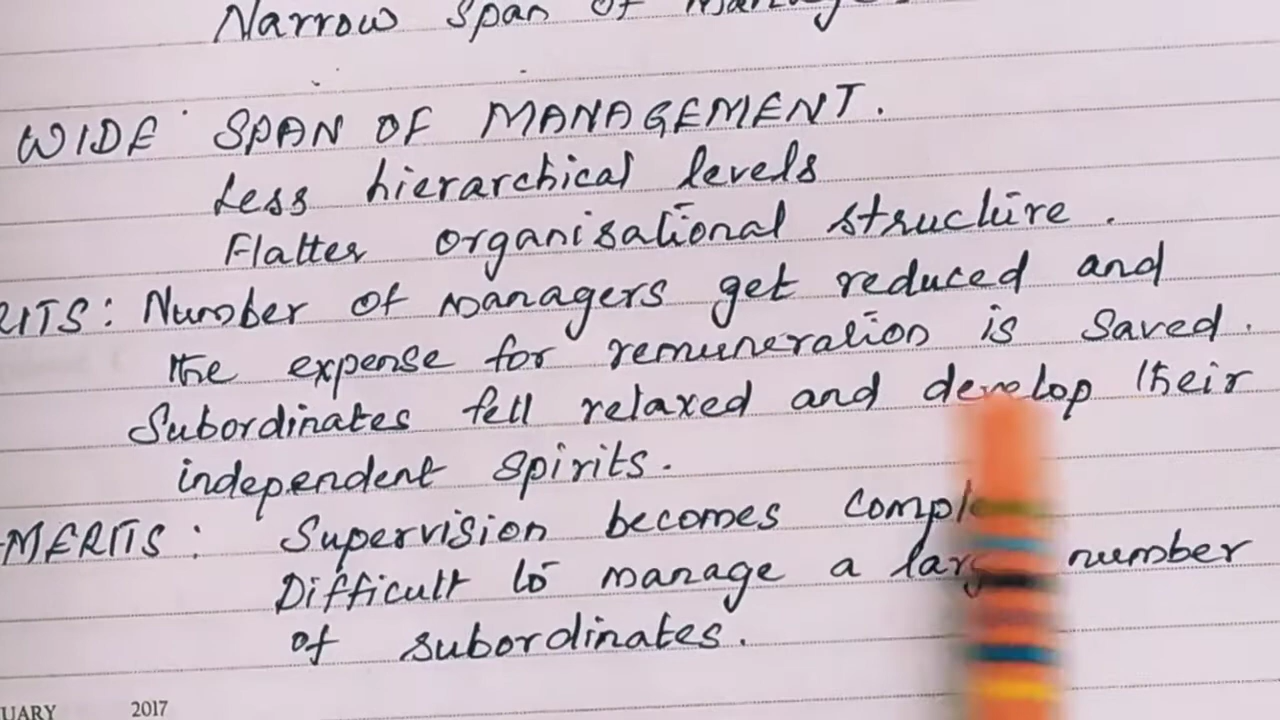 Narrow Span of
WIDE SPAN OF MANAGEMENT.
Less hierarchical levels
Flatter organisational structure.
RITS: Number of managers get reduced and
the expense for remuneration is saved.
Subordinates fell relaxed and develop their
independent spirits.
-MERITS: Supervision becomes
Difficult to manage a number
of subordinates.
UARY 2017